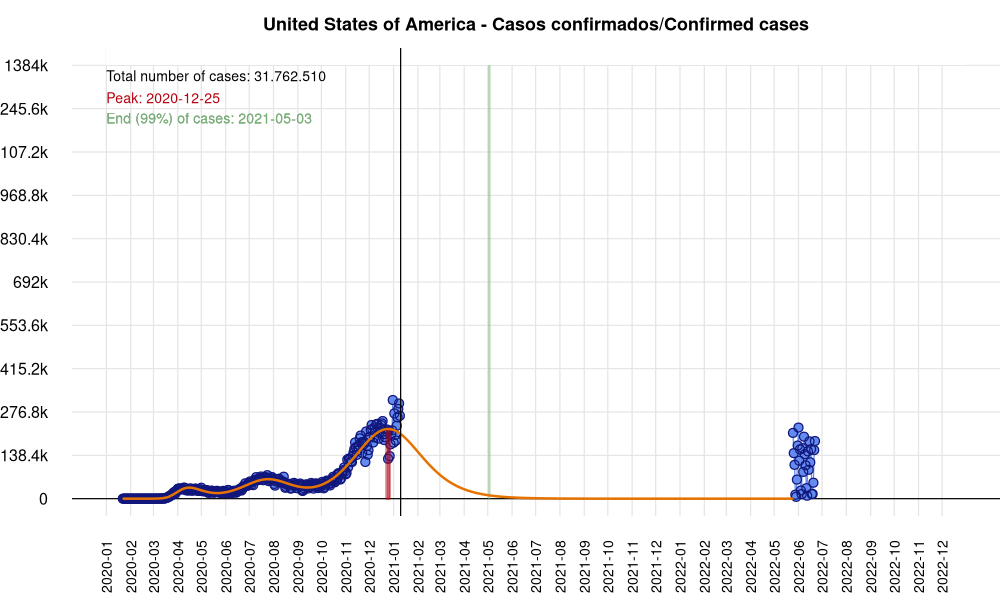 United States of America - Casos confirmados/Confirmed cases
Total number of cases: 31.762.510
Peak: 2020-12-25
End (99%) of cases: 2021-05-03
1384k
245.6k
107.2k
968.8k
830.4k
692k
553.6k
415.2k
276.8k
138.4k
0
2020-01
2020-02
2020-03
2020-04
2020-05
2020-06
2020-07
2020-08
2020-09
2020-10
2020-11
2020-12
2021-01
2021-02
2021-03
2021-04
2021-05
2021-06
2021-07
2021-08
2021-09
2021-10
2021-11
2021-12
2022-01
2022-02
2022-03
2022-04
2022-05
2022-06
2022-07
2022-08
2022-09
2022-10
2022-11
2022-12